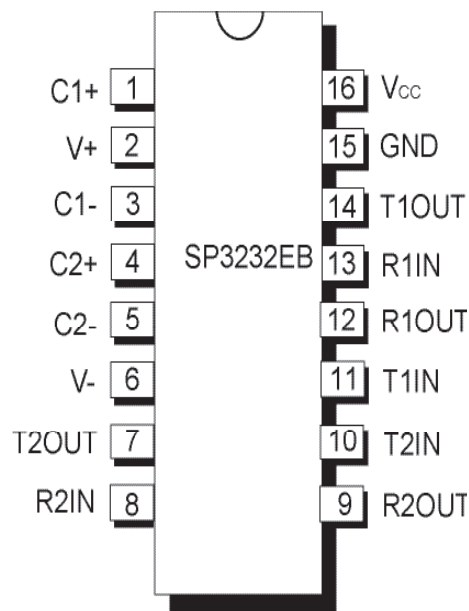 C1+ 1 16 Vcc
V+ 2 15 GND
C1- 3 14 T1OUT
C2+ 4 SP3232EB 13 R1IN
C2- 5 12 R1OUT
V- 6 11 T1IN
T2OUT 7 10 T2IN
R2IN 8 9 R2OUT